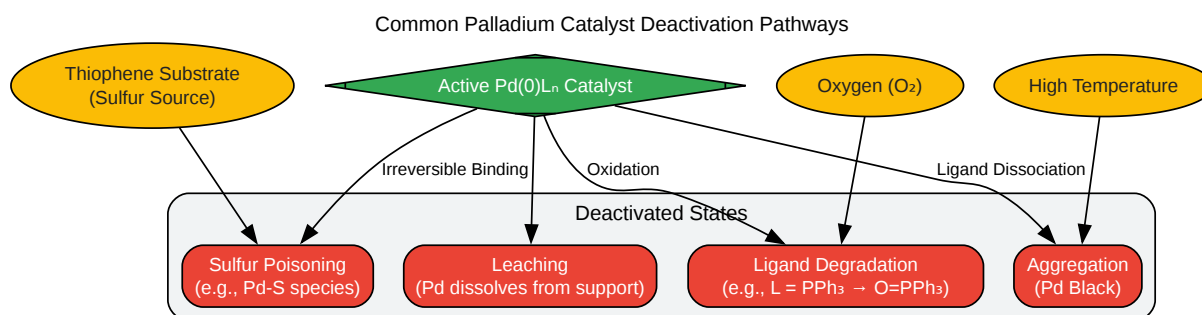 Common Palladium Catalyst Deactivation Pathways
Thiophene Substrate
(Sulfur Source)
Active Pd(0)Lₙ Catalyst
Oxygen (O₂)
High Temperature
Irreversible Binding
Oxidation
Ligand Dissociation
Deactivated States
Sulfur Poisoning
(e.g., Pd-S species)
Leaching
(Pd dissolves from support)
Ligand Degradation
(e.g., L = PPh₃ → O=PPh₃)
Aggregation
(Pd Black)